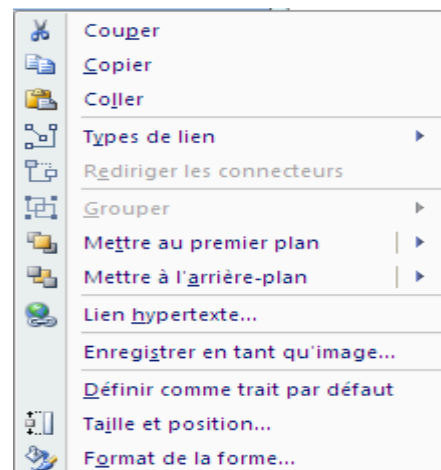 Couper
Copier
Coller
Types de lien
Rediriger les connecteurs
Grouper
Mettre au premier plan
Mettre à l'arrière-plan
Lien hypertexte...
Enregistrer en tant qu'image...
Définir comme trait par défaut
Taille et position...
Format de la forme...